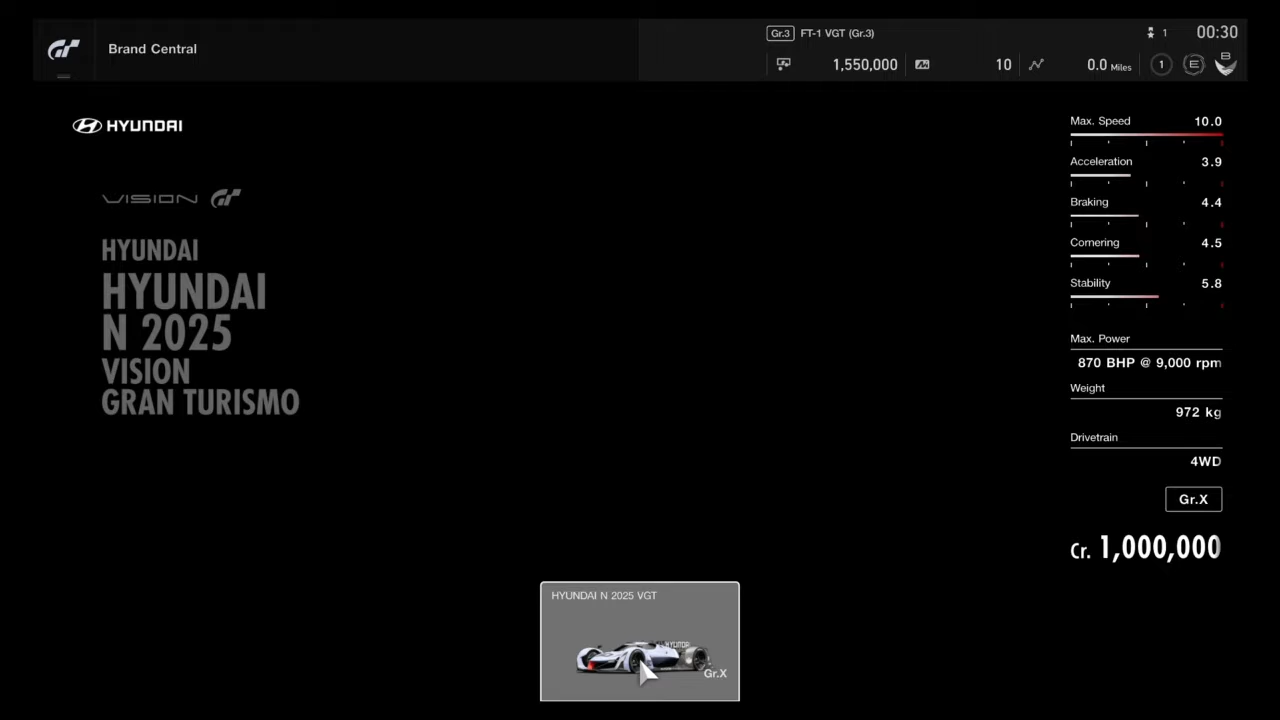 Brand Central
Gr.3 FT-1 VGT (Gr.3)
1 00:30
1,550,000 10 0.0 Miles 1 E B
HYUNDAI
VISION GT
HYUNDAI
HYUNDAI
N 2025
VISION
GRAN TURISMO
Max. Speed 10.0
Acceleration 3.9
Braking 4.4
Cornering 4.5
Stability 5.8
Max. Power
870 BHP @ 9,000 rpm
Weight
972 kg
Drivetrain
4WD
Gr.X
Cr. 1,000,000
HYUNDAI N 2025 VGT
HYUNDAI
Gr.X